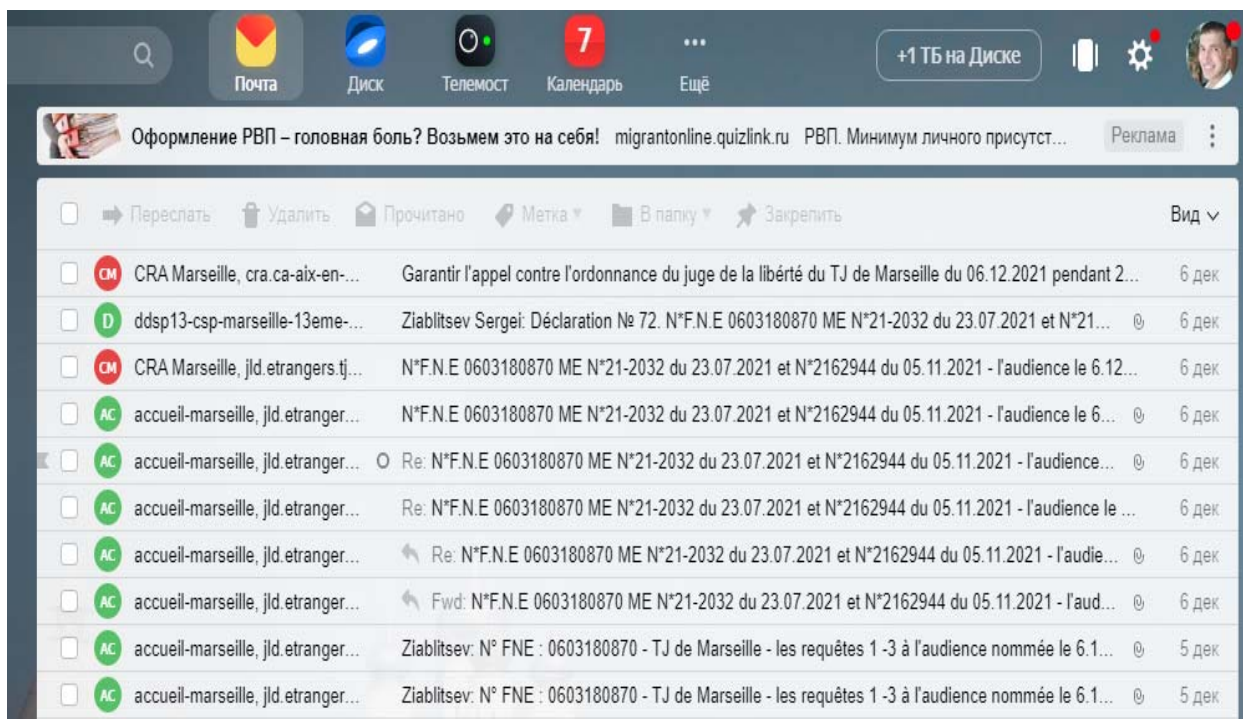 Почта Диск Телемост 7 Календарь Ещё +1 ТБ на Диске
Оформление РВП – головная боль? Возьмем это на себя! migrantonline.quizlink.ru РВП. Минимум личного присутст... Реклама
Переслать Удалить Прочитано Метка В папку Закрепить Вид
CM CRA Marseille, cra.ca-aix-en-... Garantir l'appel contre l'ordonnance du juge de la libérté du TJ de Marseille du 06.12.2021 pendant 2... 6 дек
D ddsp13-csp-marseille-13eme-... Ziablitsev Sergei: Déclaration № 72. N*F.N.E 0603180870 ME N*21-2032 du 23.07.2021 et N*21... 6 дек
CM CRA Marseille, jld.etrangers.tj... N*F.N.E 0603180870 ME N*21-2032 du 23.07.2021 et N*2162944 du 05.11.2021 - l'audience le 6.12... 6 дек
AC accueil-marseille, jld.etranger... N*F.N.E 0603180870 ME N*21-2032 du 23.07.2021 et N*2162944 du 05.11.2021 - l'audience le 6... 6 дек
AC accueil-marseille, jld.etranger... Re: N*F.N.E 0603180870 ME N*21-2032 du 23.07.2021 et N*2162944 du 05.11.2021 - l'audience... 6 дек
AC accueil-marseille, jld.etranger... Re: N*F.N.E 0603180870 ME N*21-2032 du 23.07.2021 et N*2162944 du 05.11.2021 - l'audience le ... 6 дек
AC accueil-marseille, jld.etranger... Re: N*F.N.E 0603180870 ME N*21-2032 du 23.07.2021 et N*2162944 du 05.11.2021 - l'audie... 6 дек
AC accueil-marseille, jld.etranger... Fwd: N*F.N.E 0603180870 ME N*21-2032 du 23.07.2021 et N*2162944 du 05.11.2021 - l'aud... 6 дек
AC accueil-marseille, jld.etranger... Ziablitsev: N° FNE : 0603180870 - TJ de Marseille - les requêtes 1 -3 à l'audience nommée le 6.1... 5 дек
AC accueil-marseille, jld.etranger... Ziablitsev: N° FNE : 0603180870 - TJ de Marseille - les requêtes 1 -3 à l'audience nommée le 6.1... 5 дек